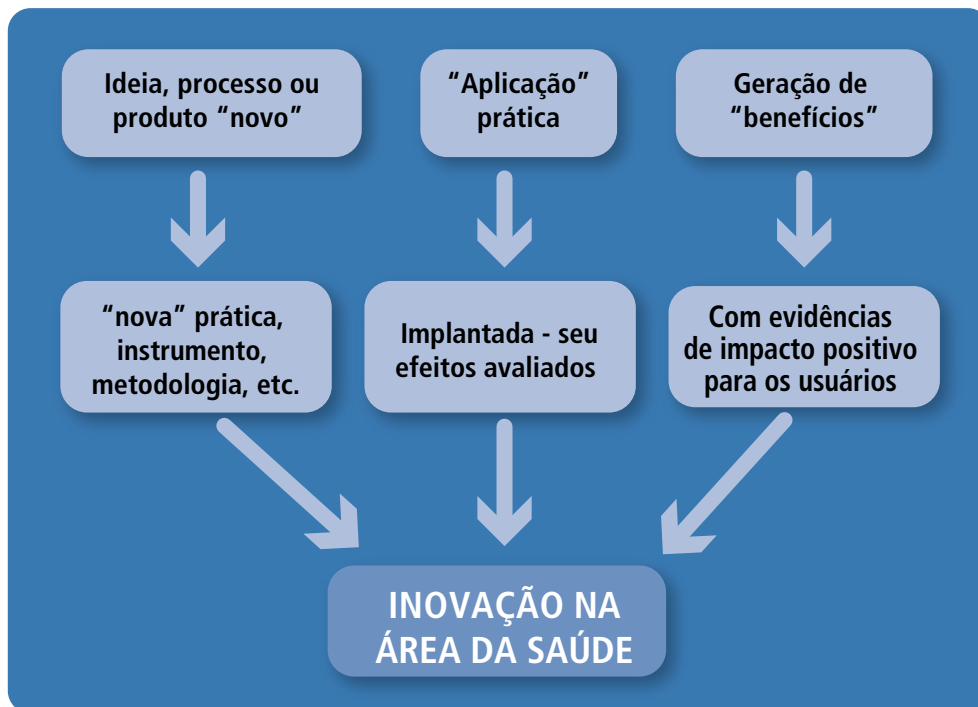 Ideia, processo ou
produto “novo”
“Aplicação”
prática
Geração de
“benefícios”
“nova” prática,
instrumento,
metodologia, etc.
Implantada - seu
efeitos avaliados
Com evidências
de impacto positivo
para os usuários
INOVAÇÃO NA
ÁREA DA SAÚDE